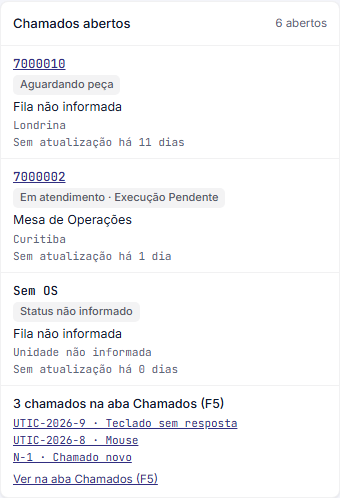 Chamados abertos 6 abertos
7000010
Aguardando peça
Fila não informada
Londrina
Sem atualização há 11 dias
7000002
Em atendimento · Execução Pendente
Mesa de Operações
Curitiba
Sem atualização há 1 dia
Sem OS
Status não informado
Fila não informada
Unidade não informada
Sem atualização há 0 dias
3 chamados na aba Chamados (F5)
UTIC-2026-9 · Teclado sem resposta
UTIC-2026-8 · Mouse
N-1 · Chamado novo
Ver na aba Chamados (F5)